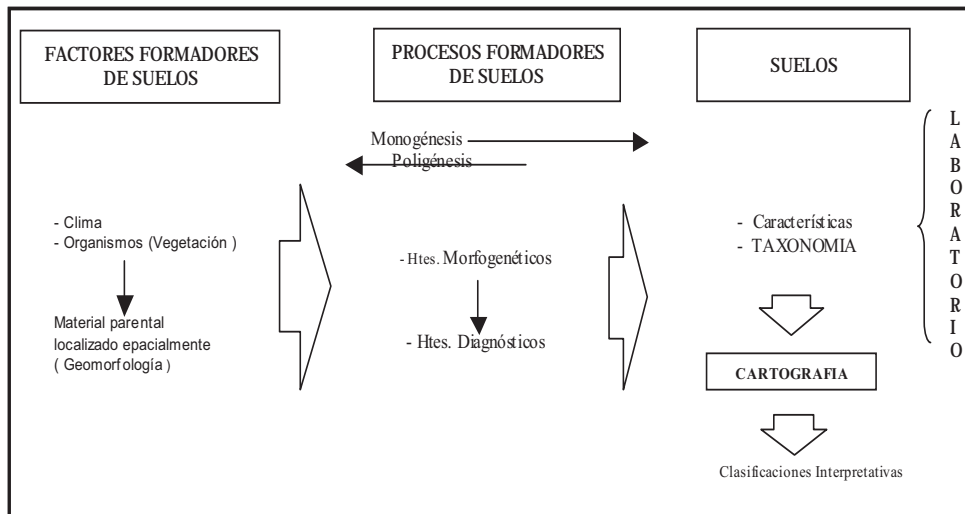 FACTORES FORMADORES
DE SUELOS
PROCESOS FORMADORES
DE SUELOS
SUELOS
Monogénesis
Poligénesis
- Clima
- Organismos (Vegetación )
Material parental
localizado epacialmente
( Geomorfología )
- Htes. Morfogenéticos
- Htes. Diagnósticos
- Características
- TAXONOMIA
CARTOGRAFIA
Clasificaciones Interpretativas
L
A
B
O
R
A
T
O
R
I
O